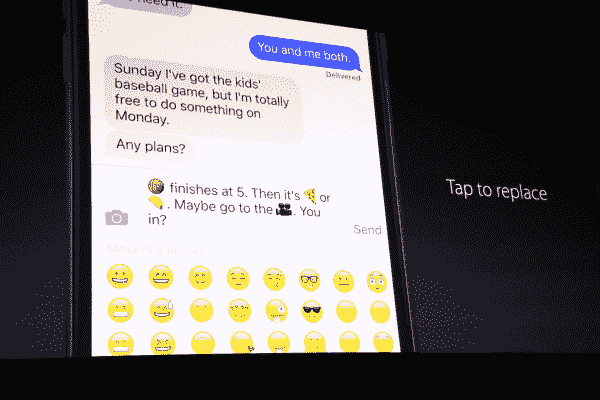 need it.
You and me both.
Delivered
Sunday I've got the kids'
baseball game, but I'm totally
free to do something on
Monday.
Any plans?
finishes at 5. Then it's 🍕 or
. Maybe go to the 🎥. You
in?
Send
SMILEYS & PEOPLE
Tap to replace